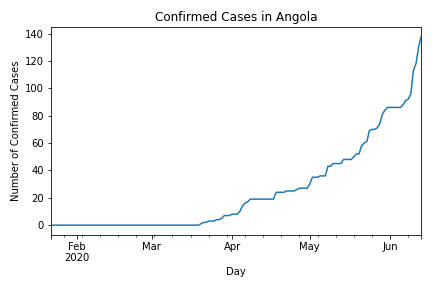 Confirmed Cases in Angola
Number of Confirmed Cases
140
120
100
80
60
40
20
0
Feb Mar Apr May Jun
2020
Day